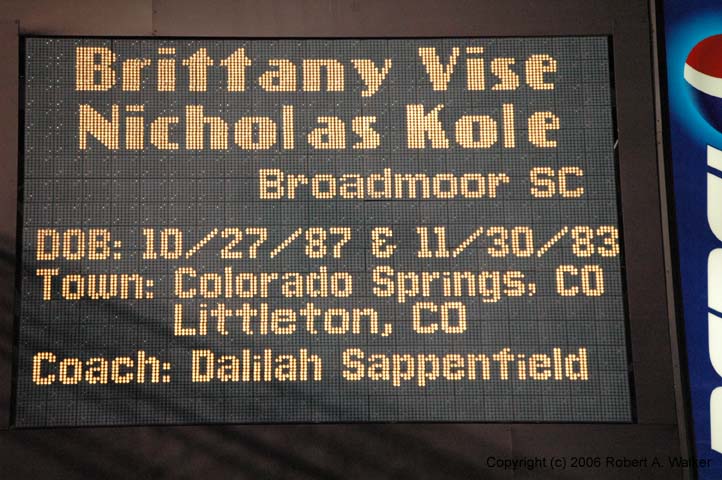 Brittany Vise
Nicholas Kole
Broadmoor SC
DOB: 10/27/87 & 11/30/83
Town: Colorado Springs, CO
Littleton, CO
Coach: Dalilah Sappenfield
Copyright (c) 2006 Robert A. Walker